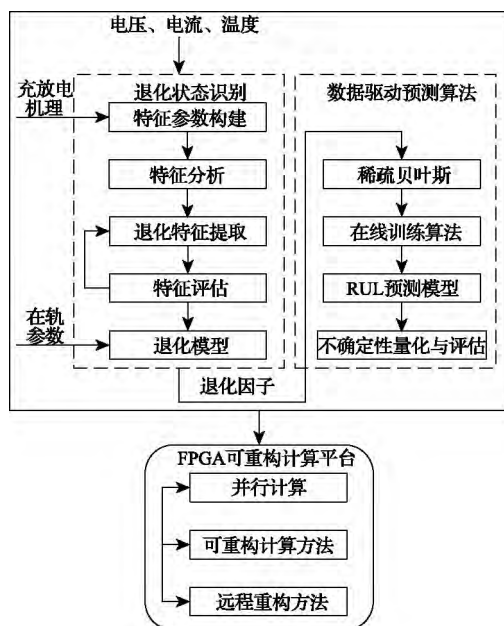 电压、电流、温度
充放电
机理
退化状态识别
特征参数构建
特征分析
退化特征提取
特征评估
在轨
参数
退化模型
数据驱动预测算法
稀疏贝叶斯
在线训练算法
RUL预测模型
不确定性量化与评估
退化因子
FPGA可重构计算平台
并行计算
可重构计算方法
远程重构方法